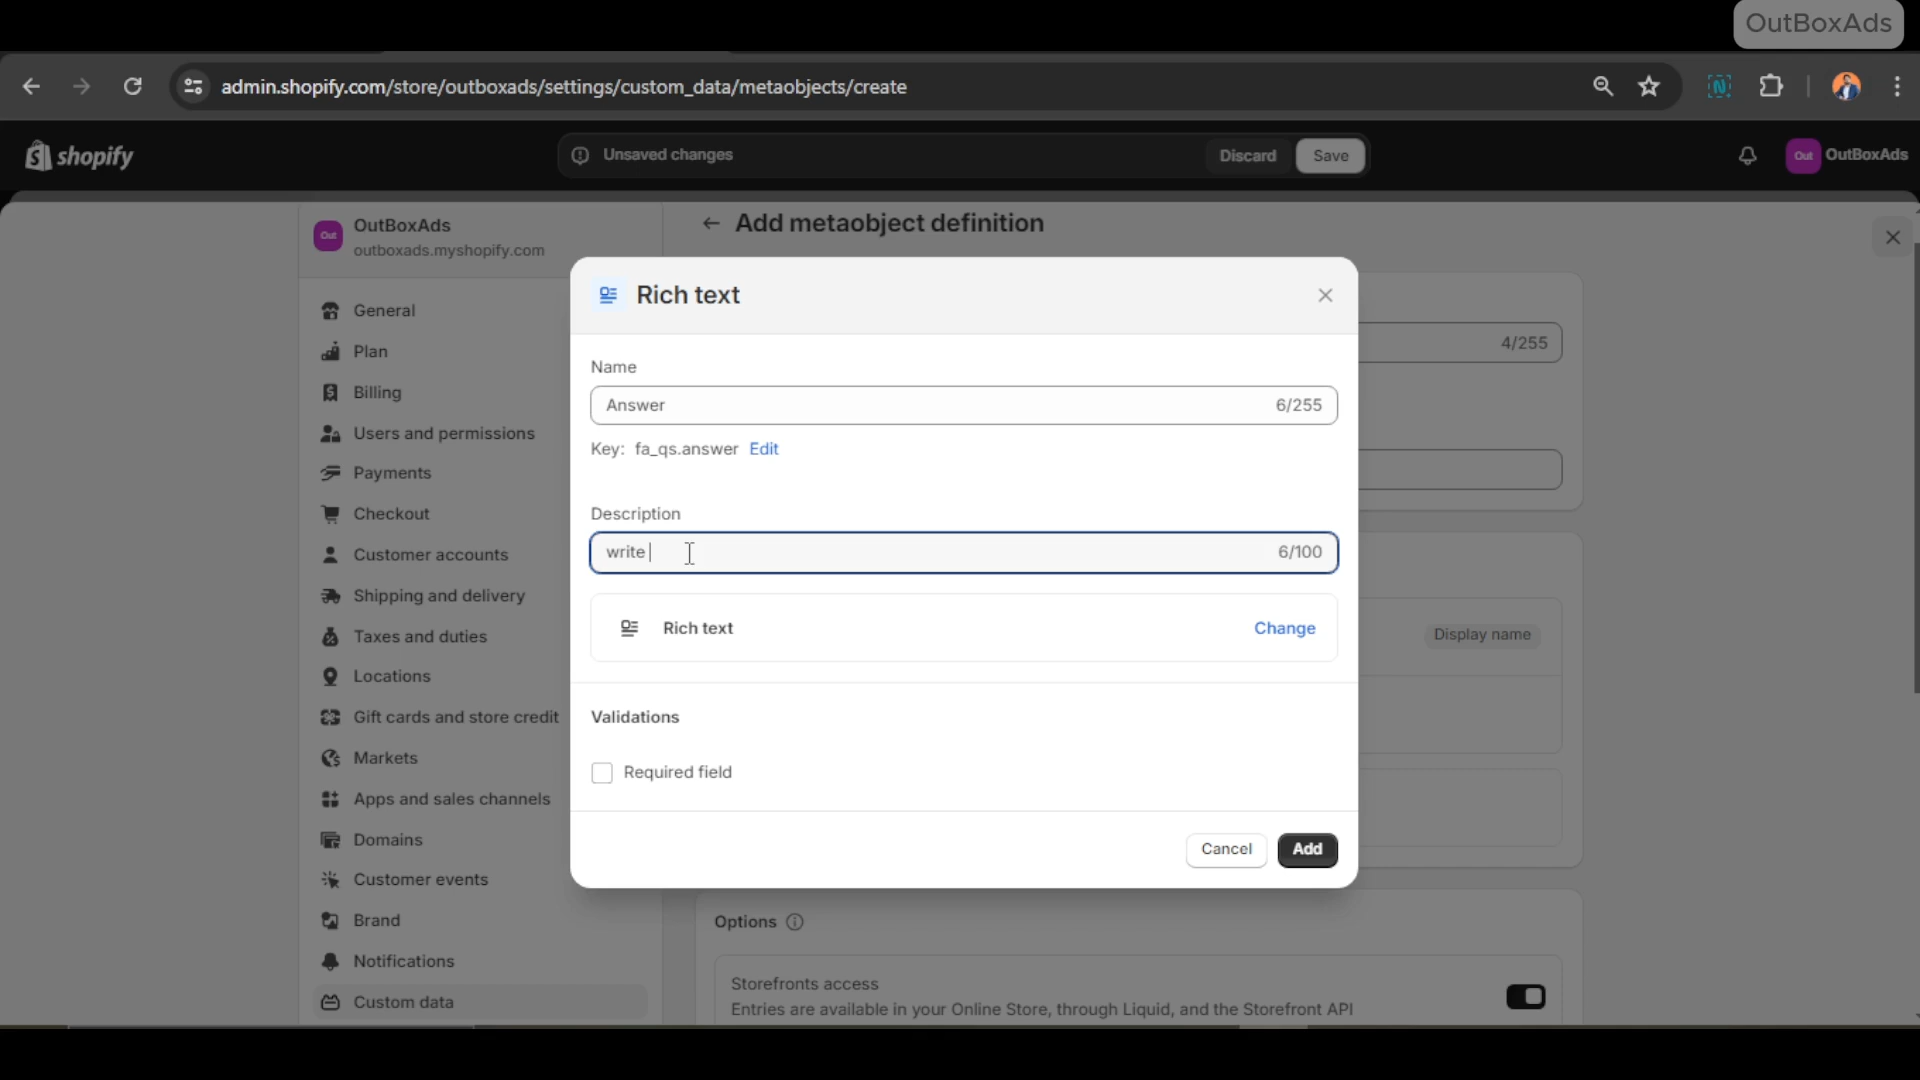 OutBoxAds
admin.shopify.com/store/outboxads/settings/custom_data/metaobjects/create
shopify
Unsaved changes
Discard
Save
Out
OutBoxAds
Out
OutBoxAds
outboxads.myshopify.com
Add metaobject definition
General
Plan
Billing
Users and permissions
Payments
Checkout
Customer accounts
Shipping and delivery
Taxes and duties
Locations
Gift cards and store credit
Markets
Apps and sales channels
Domains
Customer events
Brand
Notifications
Custom data
Rich text
Name
Answer 6/255
Key: fa_qs.answer Edit
Description
write 6/100
Rich text Change
Validations
Required field
Cancel
Add
4/255
Display name
Options
Storefronts access
Entries are available in your Online Store, through Liquid, and the Storefront API